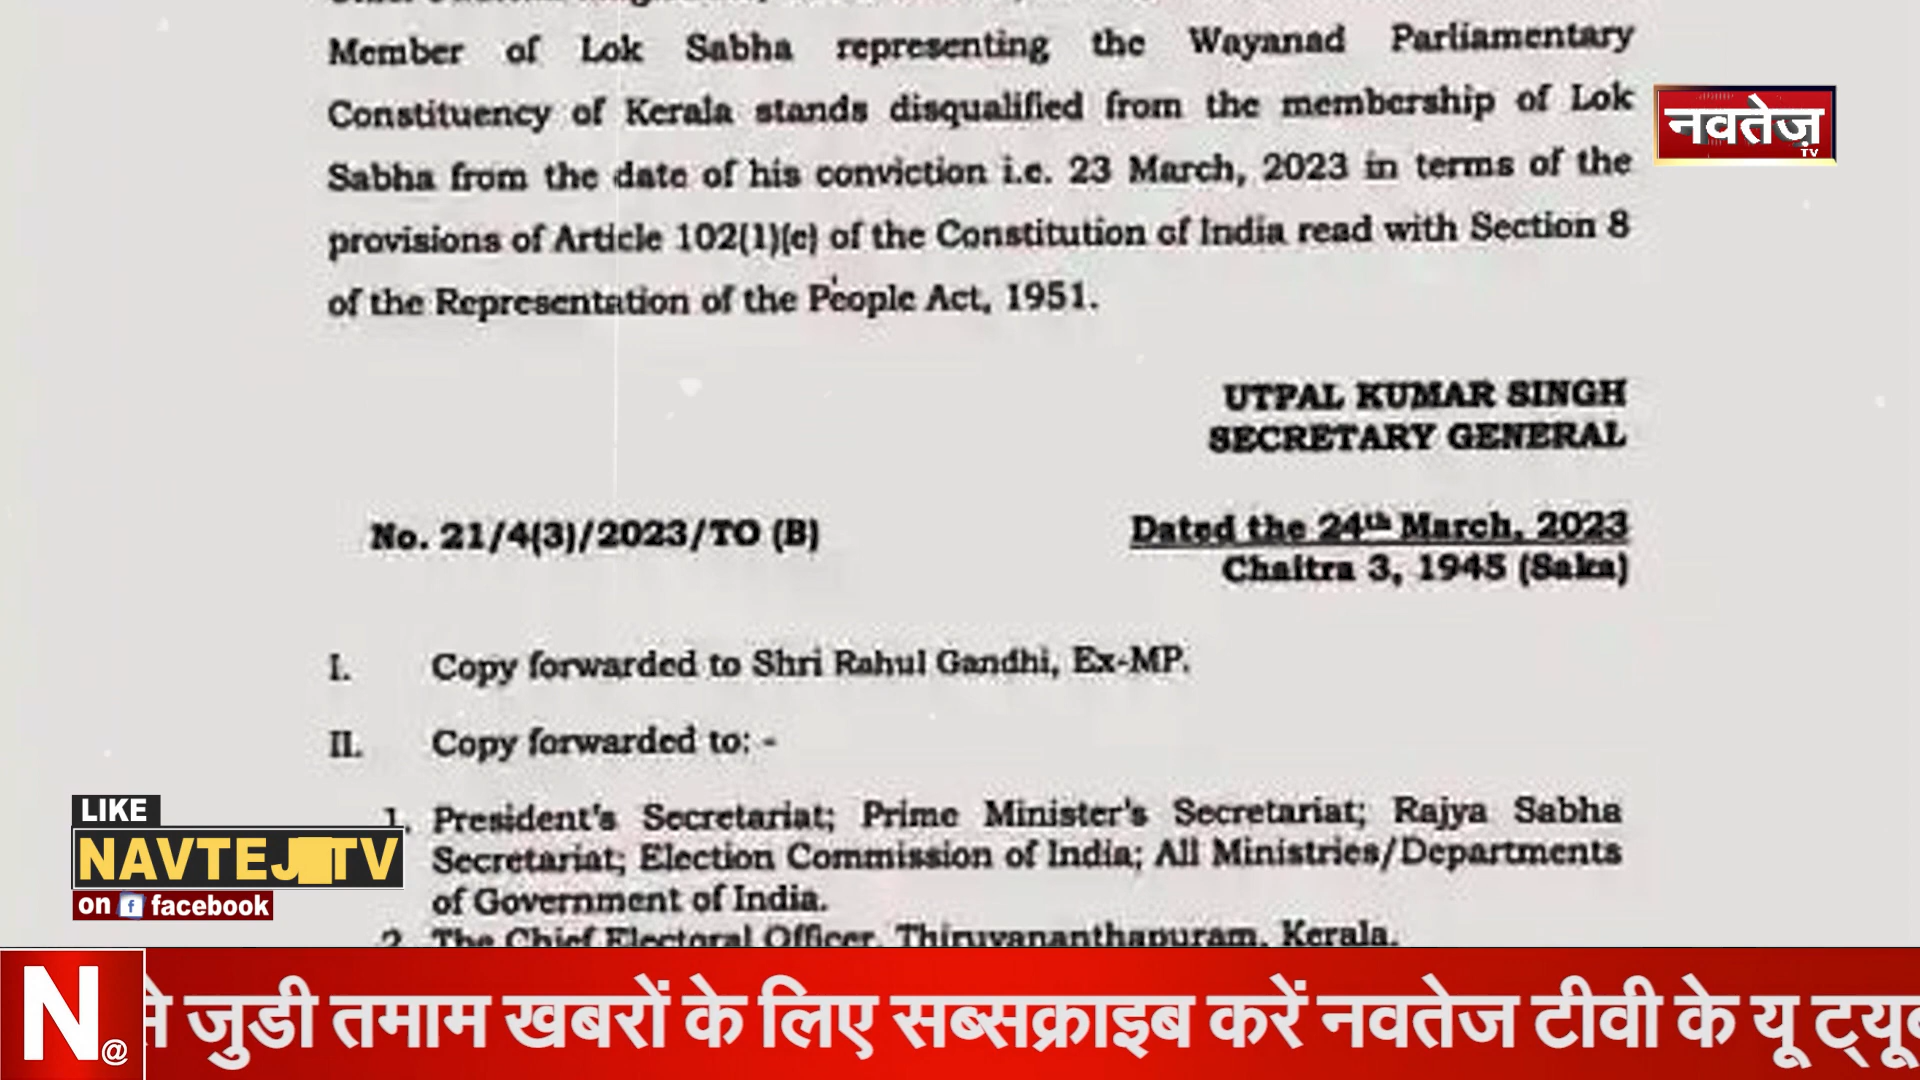 Member of Lok Sabha representing the Wayanad Parliamentary
Constituency of Kerala stands disqualified from the membership of Lok
Sabha from the date of his conviction i.e. 23 March, 2023 in terms of the
provisions of Article 102(1)(e) of the Constitution of India read with Section 8
of the Representation of the People Act, 1951.
UTPAL KUMAR SINGH
SECRETARY GENERAL
No. 21/4(3)/2023/TO (B)
Dated the 24th March, 2023
Chaitra 3, 1945 (Saka)
I. Copy forwarded to Shri Rahul Gandhi, Ex-MP.
II. Copy forwarded to: -
1. President's Secretariat; Prime Minister's Secretariat; Rajya Sabha
Secretariat; Election Commission of India; All Ministries/Departments
of Government of India.
2. The Chief Electoral Officer, Thiruvananthapuram, Kerala.
नवतेज़
TV
LIKE
NAVTEJ TV
on f facebook
N@
से जुडी तमाम खबरों के लिए सब्सक्राइब करें नवतेज टीवी के यू